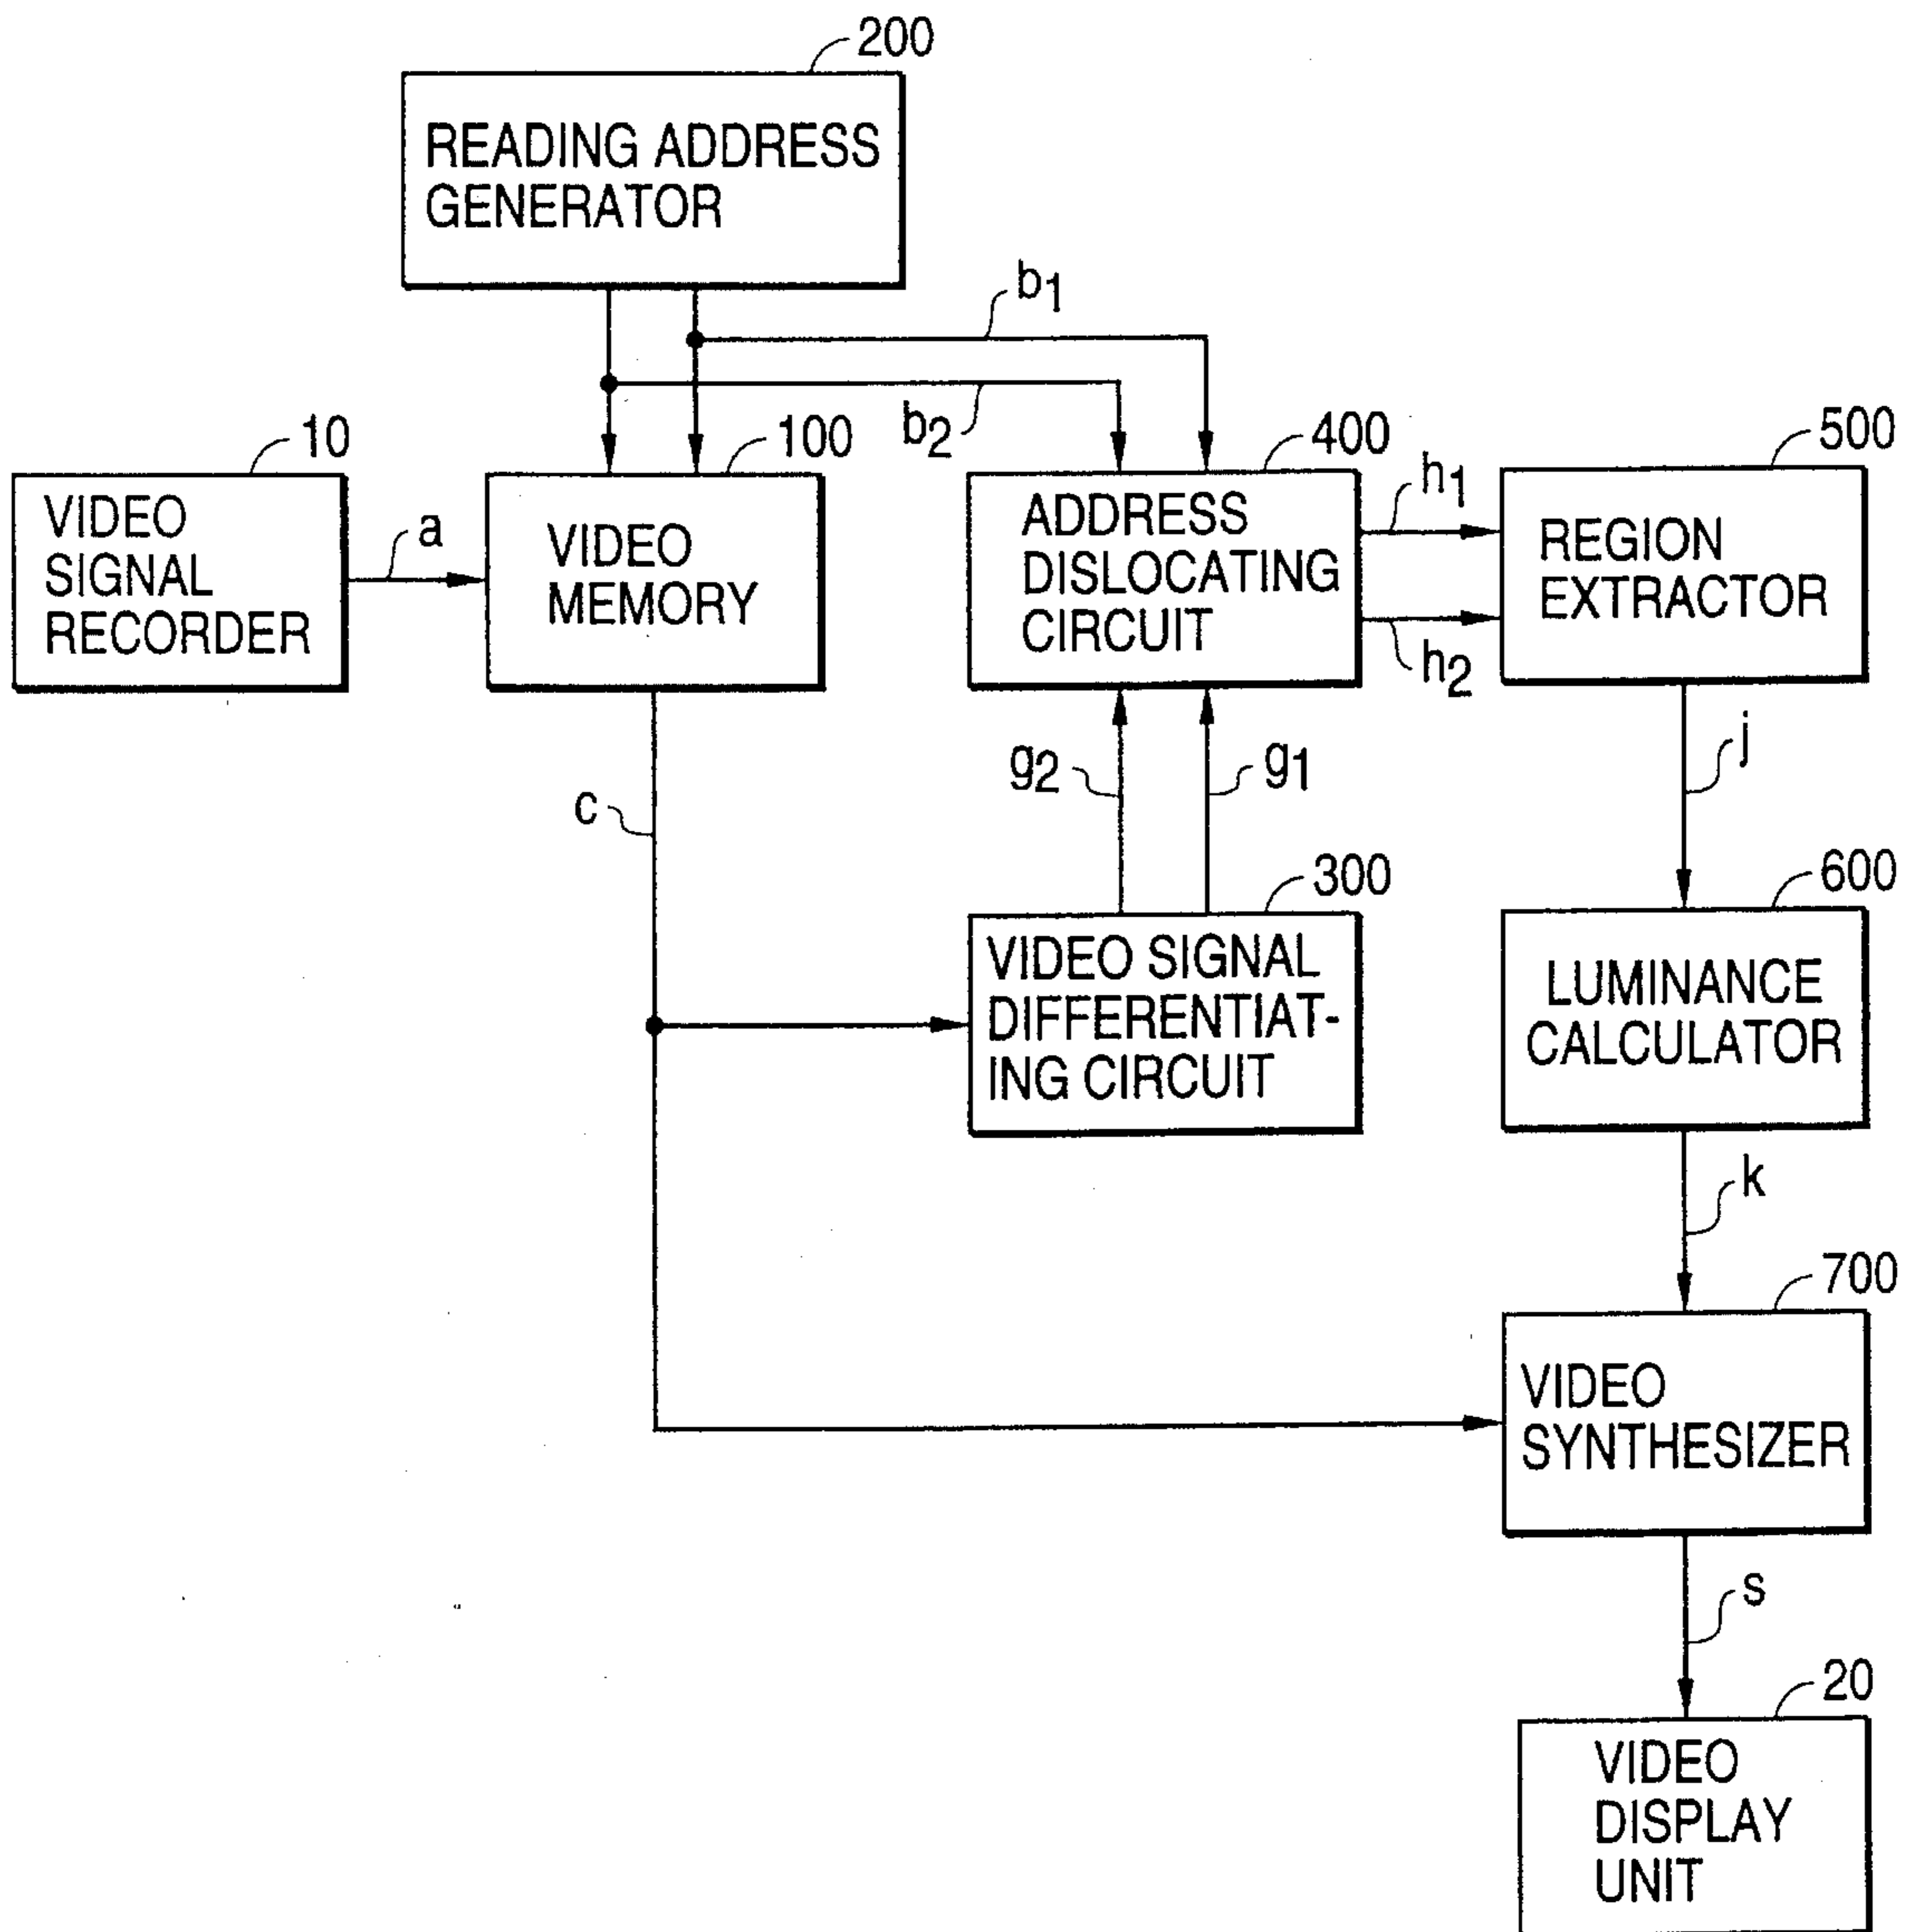 200
READING ADDRESS
GENERATOR
b1
b2
10
VIDEO
SIGNAL
RECORDER
a
100
VIDEO
MEMORY
400
ADDRESS
DISLOCATING
CIRCUIT
h1
h2
500
REGION
EXTRACTOR
c
g2
g1
j
300
VIDEO SIGNAL
DIFFERENTIAT-
ING CIRCUIT
600
LUMINANCE
CALCULATOR
k
700
VIDEO
SYNTHESIZER
s
20
VIDEO
DISPLAY
UNIT